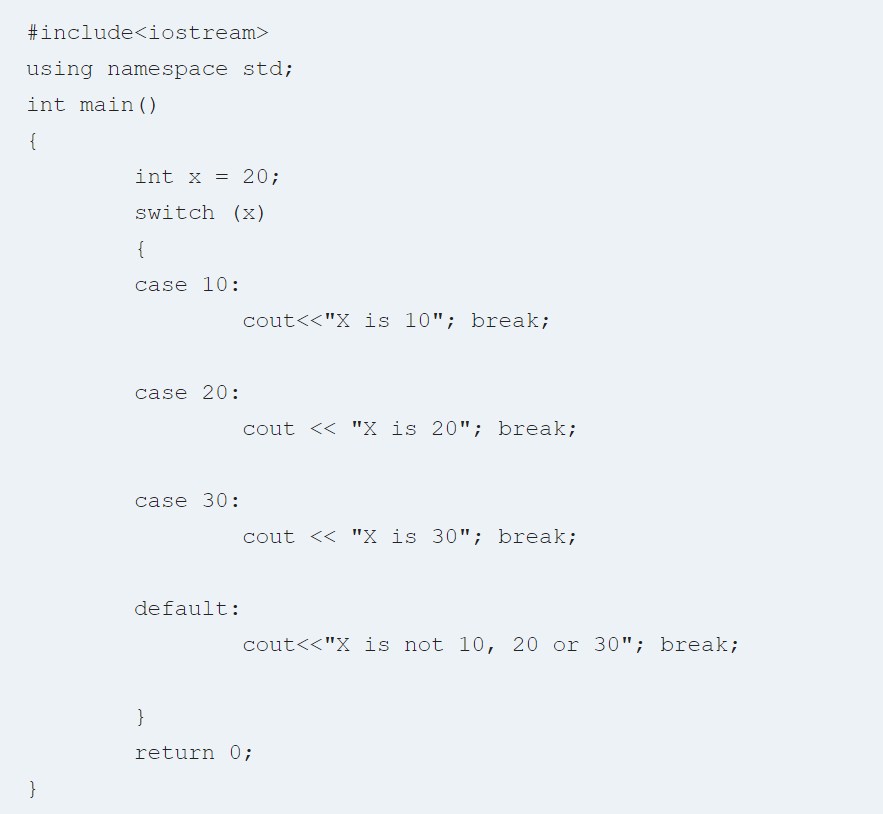 #include<iostream>
using namespace std;
int main()
{
int x = 20;
switch (x)
{
case 10:
cout<<"X is 10"; break;
case 20:
cout << "X is 20"; break;
case 30:
cout << "X is 30"; break;
default:
cout<<"X is not 10, 20 or 30"; break;
}
return 0;
}